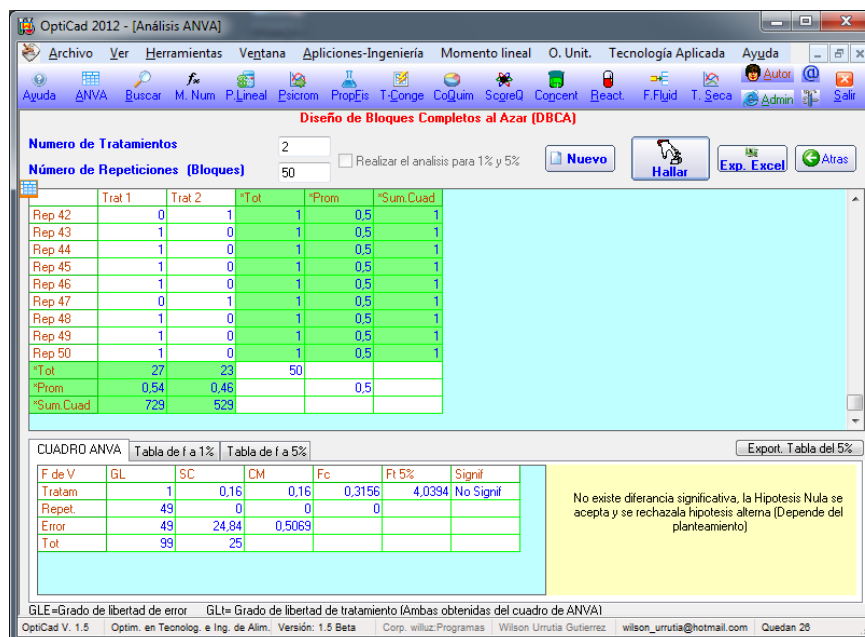 OptiCad 2012 - [Análisis ANVA]
Archivo Ver Herramientas Ventana Apliciones-Ingeniería Momento lineal O. Unit. Tecnología Aplicada Ayuda
Ayuda ANVA Buscar M. Num P.Lineal Psicrom PropFis T-Conge CoQuim ScoreQ Concent React. F.Fluid T. Seca Autor Admin Salir
Diseño de Bloques Completos al Azar (DBCA)
Numero de Tratamientos 2
Número de Repeticiones (Bloques) 50
Realizar el analisis para 1% y 5%
Nuevo
Hallar
Exp. Excel
Atras
Trat 1 Trat 2 *Tot *Prom *Sum.Cuad
Rep 42 0 1 1 0,5 1
Rep 43 1 0 1 0,5 1
Rep 44 1 0 1 0,5 1
Rep 45 1 0 1 0,5 1
Rep 46 1 0 1 0,5 1
Rep 47 0 1 1 0,5 1
Rep 48 1 0 1 0,5 1
Rep 49 1 0 1 0,5 1
Rep 50 1 0 1 0,5 1
*Tot 27 23 50
*Prom 0,54 0,46 0,5
*Sum.Cuad 729 529
CUADRO ANVA Tabla de f a 1% Tabla de f a 5% Export. Tabla del 5%
F de V GL SC CM Fc Ft 5% Signif
Tratam 1 0,16 0,16 0,3156 4,0394 No Signif
Repet. 49 0 0 0
Error 49 24,84 0,5069
Tot 99 25
No existe diferancia significativa, la Hipotesis Nula se
acepta y se rechazala hipotesis alterna (Depende del
planteamiento)
GLE=Grado de libertad de error GLt= Grado de libertad de tratamiento (Ambas obtenidas del cuadro de ANVA)
OptiCad V. 1.5 Optim. en Tecnolog. e Ing. de Alim. Versión: 1.5 Beta Corp. willuz:Programas Wilson Urrutia Gutierrez wilson_urrutia@hotmail.com Quedan 26